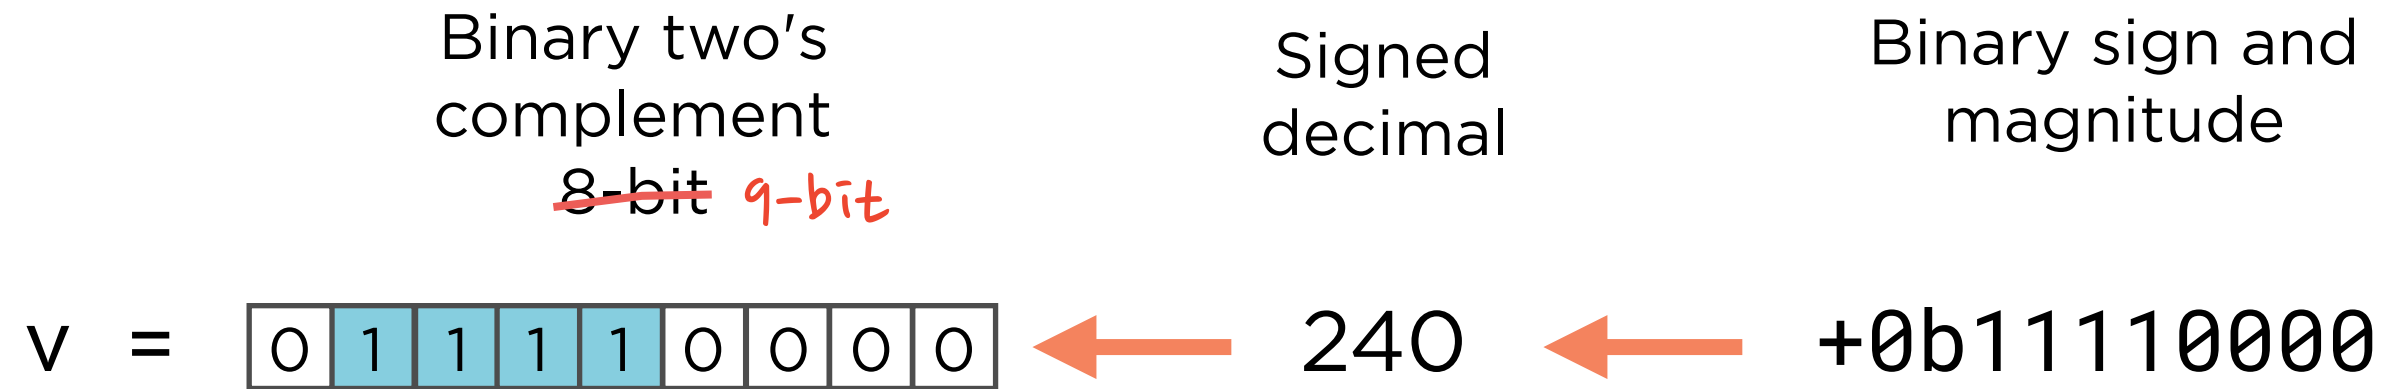 Binary two's
complement
8-bit 9-bit
Signed
decimal
Binary sign and
magnitude
v = 0 1 1 1 1 0 0 0 0 240 +0b11110000